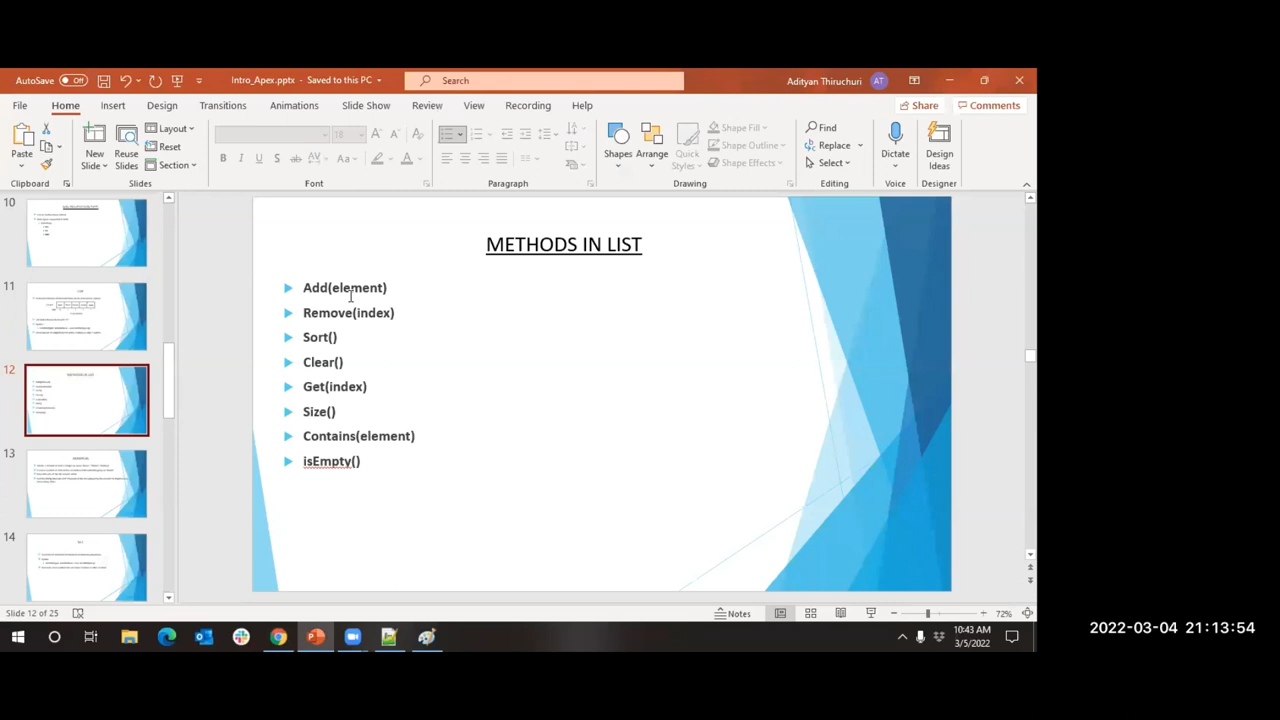 AutoSave Off Intro_Apex.pptx - Saved to this PC Search Adityan Thiruchuri AT
File Home Insert Design Transitions Animations Slide Show Review View Recording Help Share Comments
Paste
New
Slide
Reuse
Slides
Layout
Reset
Section
18
B I U S ab AV Aa A
Shapes
Arrange
Quick
Styles
Shape Fill
Shape Outline
Shape Effects
Find
Replace
Select
Dictate
Design
Ideas
Clipboard Slides Font Paragraph Drawing Editing Voice Designer
10
11
12
13
14
METHODS IN LIST
Add(element)
Remove(index)
Sort()
Clear()
Get(index)
Size()
Contains(element)
isEmpty()
Slide 12 of 25 Notes 72%
10:43 AM
3/5/2022
2022-03-04 21:13:54